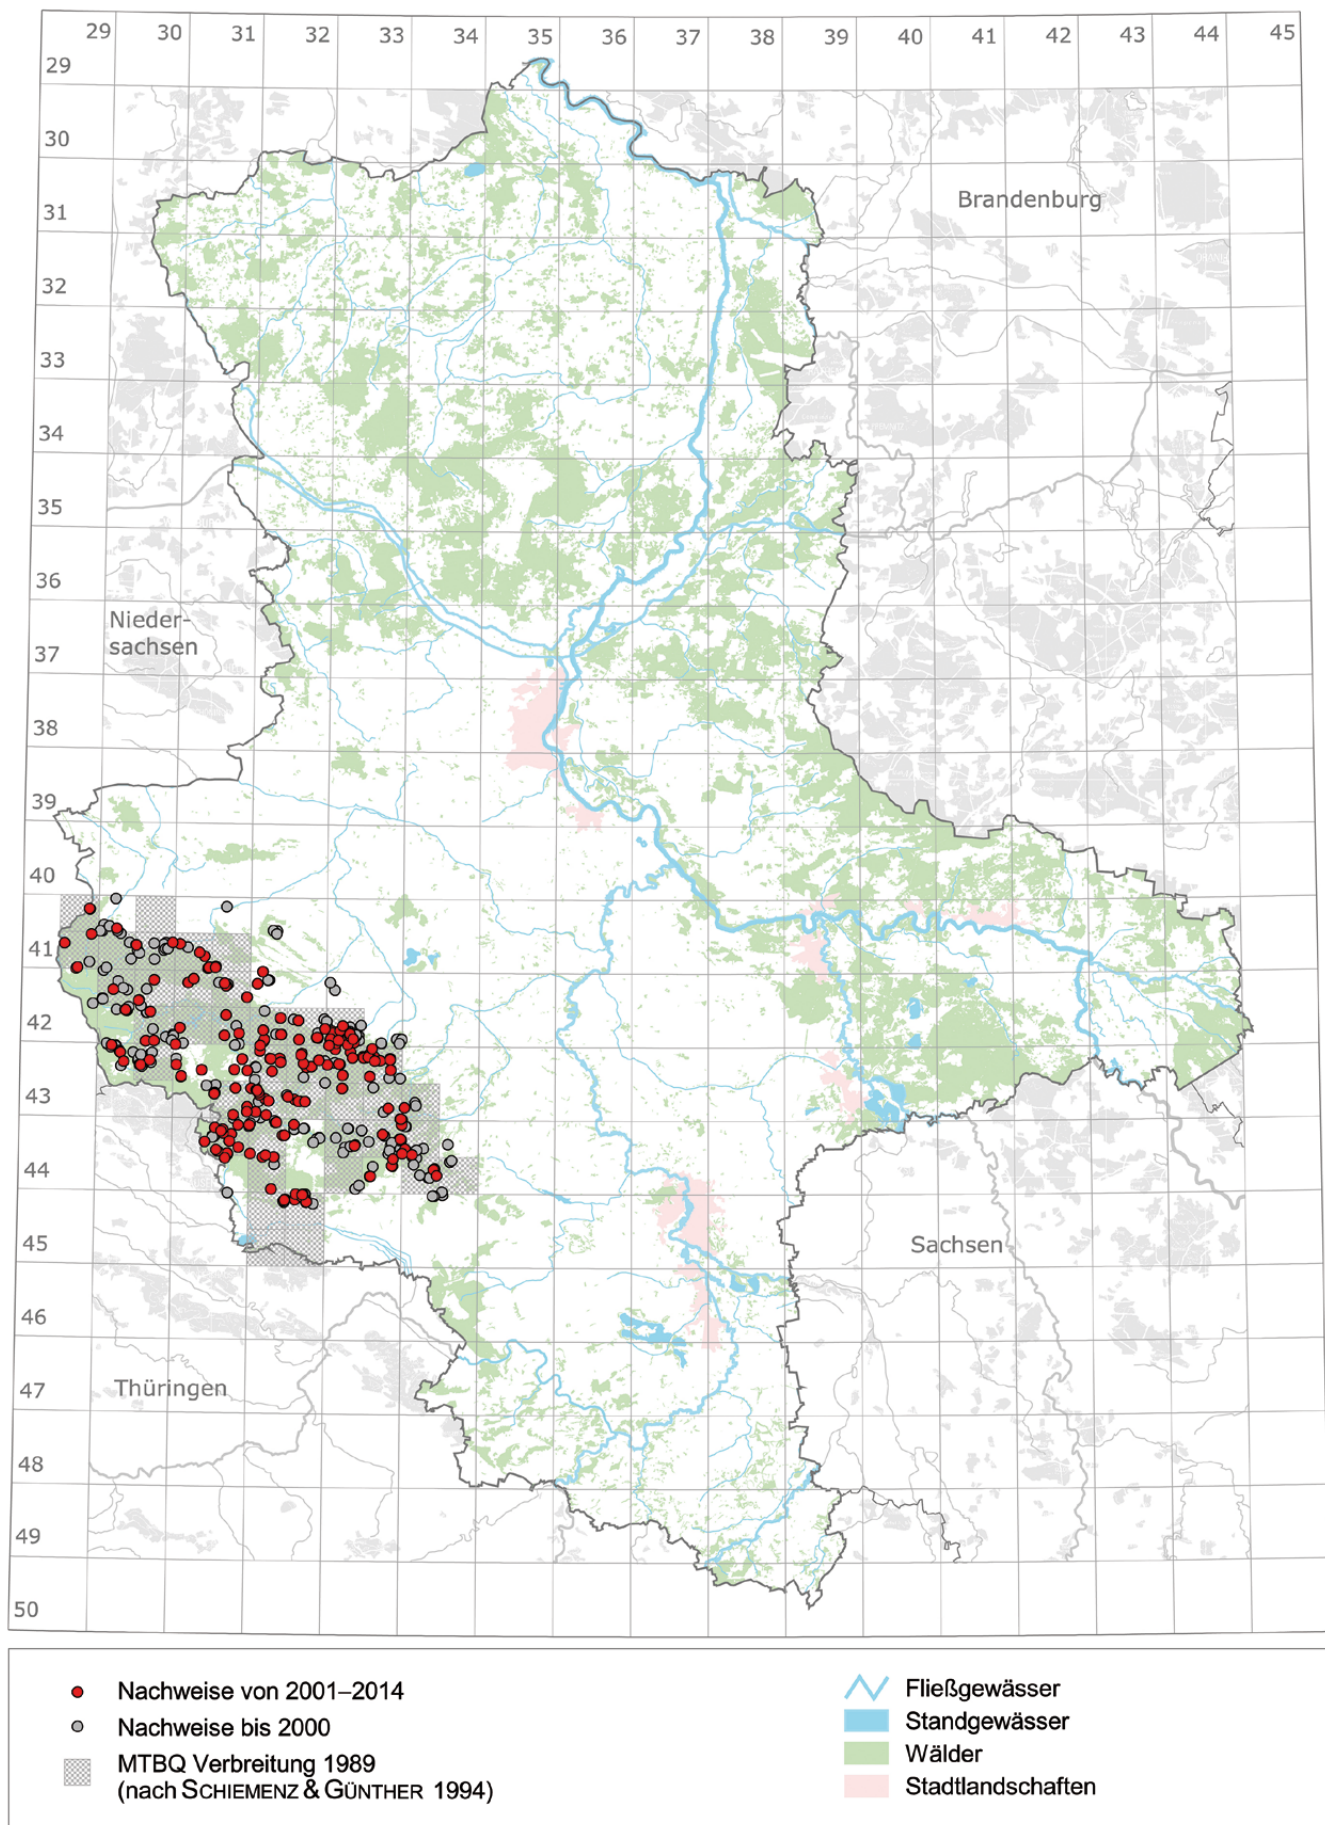 29 30 31 32 33 34 35 36 37 38 39 40 41 42 43 44 45
29
30
31
32
33
34
35
36
37
38
39
40
41
42
43
44
45
46
47
48
49
50
Brandenburg
Nieder-
sachsen
Sachsen
Thüringen
Nachweise von 2001–2014
Nachweise bis 2000
MTBQ Verbreitung 1989
(nach SCHIEMENZ & GÜNTHER 1994)
Fließgewässer
Standgewässer
Wälder
Stadtlandschaften